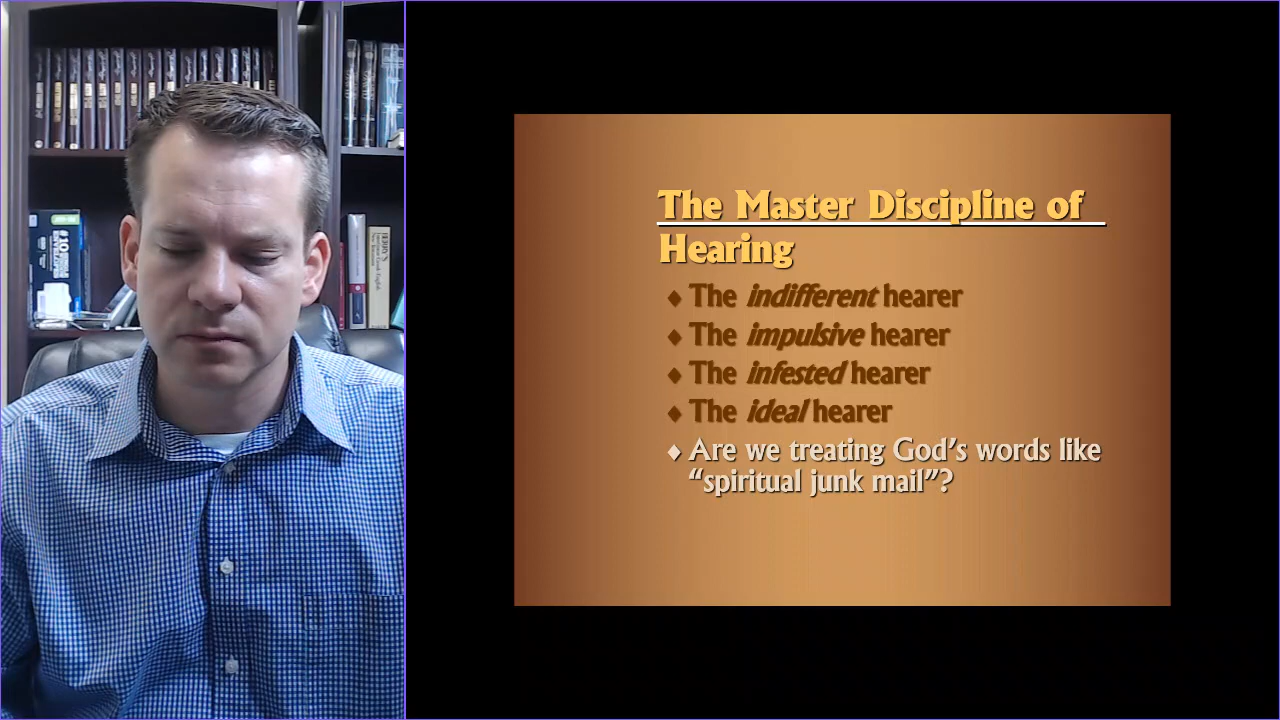 The Master Discipline of
Hearing
♦ The indifferent hearer
♦ The impulsive hearer
♦ The infested hearer
♦ The ideal hearer
♦ Are we treating God's words like
“spiritual junk mail”?